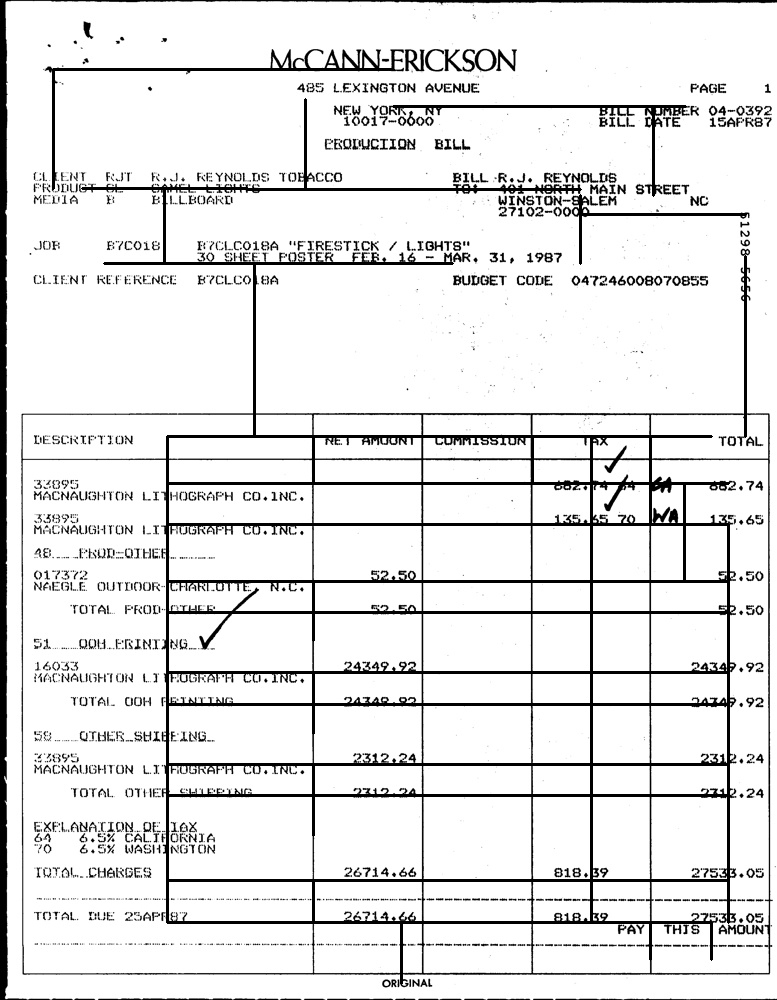 McCANN-ERICKSON
485 LEXINGTON AVENUE PAGE 1
NEW YORK, NY BILL NUMBER 04-0392
10017-0000 BILL DATE 15APR87
PRODUCTION BILL
CLIENT RJT R.J. REYNOLDS TOBACCO BILL R.J. REYNOLDS
PRODUCT CL CAMEL LIGHTS TO: 401 NORTH MAIN STREET
MEDIA B BILLBOARD WINSTON-SALEM NC
27102-0000
51298 5656
JOB B7C018 B7CLC018A "FIRESTICK / LIGHTS"
30 SHEET POSTER FEB. 16 - MAR. 31, 1987
CLIENT REFERENCE B7CLC018A BUDGET CODE 047246008070855
DESCRIPTION NET AMOUNT COMMISSION TAX TOTAL
33895 682.74 64 CA 682.74
MACNAUGHTON LITHOGRAPH CO.INC.
33895 135.65 70 WA 135.65
MACNAUGHTON LITHOGRAPH CO.INC.
48 PROD-OTHER
017372 52.50 52.50
NAEGLE OUTDOOR-CHARLOTTE, N.C.
TOTAL PROD-OTHER 52.50 52.50
51 OOH PRINTING
16033 24349.92 24349.92
MACNAUGHTON LITHOGRAPH CO.INC.
TOTAL OOH PRINTING 24349.92 24349.92
58 OTHER SHIPPING
33895 2312.24 2312.24
MACNAUGHTON LITHOGRAPH CO.INC.
TOTAL OTHER SHIPPING 2312.24 2312.24
EXPLANATION OF TAX
64 6.5% CALIFORNIA
70 6.5% WASHINGTON
TOTAL CHARGES 26714.66 818.39 27533.05
TOTAL DUE 25APR87 26714.66 818.39 27533.05
PAY THIS AMOUNT
ORIGINAL